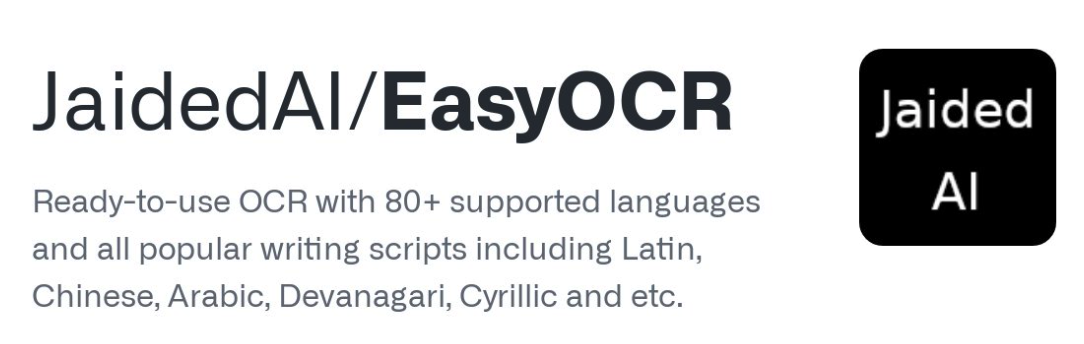 JaidedAI/EasyOCR
Ready-to-use OCR with 80+ supported languages
and all popular writing scripts including Latin,
Chinese, Arabic, Devanagari, Cyrillic and etc.
Jaided
AI